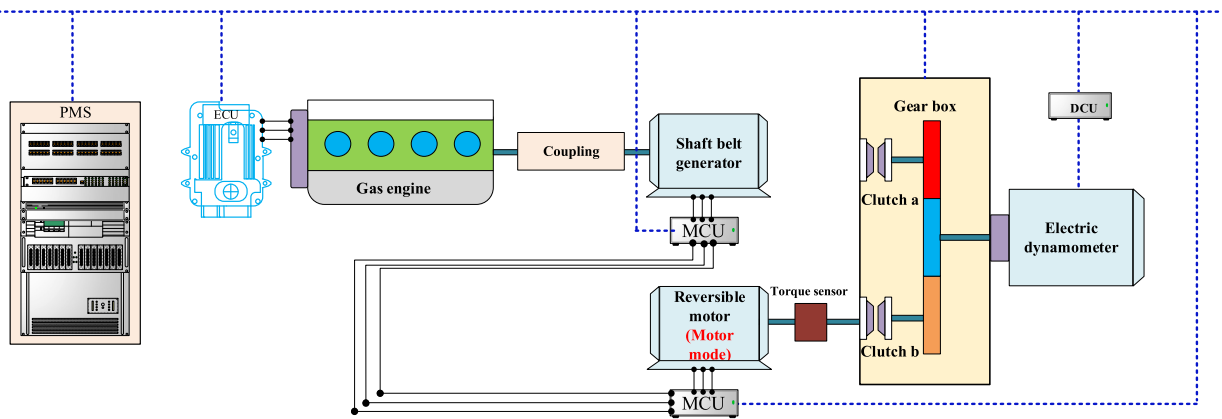 PMS
ECU
Gas engine
Coupling
Shaft belt
generator
MCU
Reversible
motor
(Motor
mode)
MCU
Torque sensor
Gear box
Clutch a
Clutch b
DCU
Electric
dynamometer